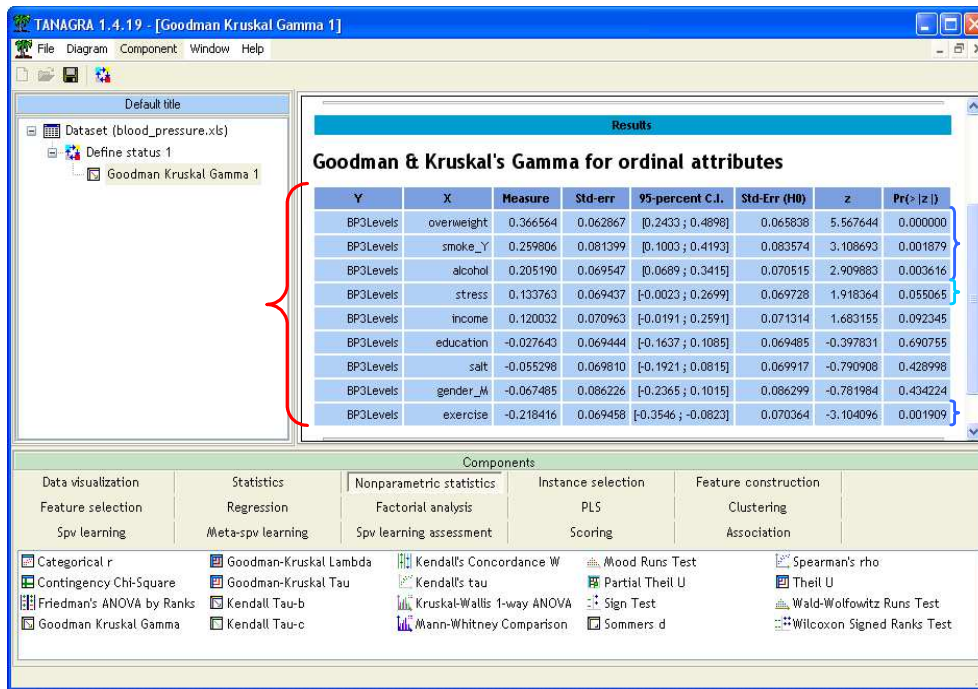 TANAGRA 1.4.19 - [Goodman Kruskal Gamma 1]
File Diagram Component Window Help
Default title
Dataset (blood_pressure.xls)
Define status 1
Goodman Kruskal Gamma 1
Results
Goodman & Kruskal's Gamma for ordinal attributes
Y X Measure Std-err 95-percent C.I. Std-Err (H0) z Pr(> |z|)
BP3Levels overweight 0.366564 0.062867 [0.2433 ; 0.4898] 0.065838 5.567644 0.000000
BP3Levels smoke_Y 0.259806 0.081399 [0.1003 ; 0.4193] 0.083574 3.108693 0.001879
BP3Levels alcohol 0.205190 0.069547 [0.0689 ; 0.3415] 0.070515 2.909883 0.003616
BP3Levels stress 0.133763 0.069437 [-0.0023 ; 0.2699] 0.069728 1.918364 0.055065
BP3Levels income 0.120032 0.070963 [-0.0191 ; 0.2591] 0.071314 1.683155 0.092345
BP3Levels education -0.027643 0.069444 [-0.1637 ; 0.1085] 0.069485 -0.397831 0.690755
BP3Levels salt -0.055298 0.069810 [-0.1921 ; 0.0815] 0.069917 -0.790908 0.428998
BP3Levels gender_M -0.067485 0.086226 [-0.2365 ; 0.1015] 0.086299 -0.781984 0.434224
BP3Levels exercise -0.218416 0.069458 [-0.3546 ; -0.0823] 0.070364 -3.104096 0.001909
Components
Data visualization Statistics Nonparametric statistics Instance selection Feature construction
Feature selection Regression Factorial analysis PLS Clustering
Spv learning Meta-spv learning Spv learning assessment Scoring Association
Categorical r Goodman-Kruskal Lambda Kendall's Concordance W Mood Runs Test Spearman's rho
Contingency Chi-Square Goodman-Kruskal Tau Kendall's tau Partial Theil U Theil U
Friedman's ANOVA by Ranks Kendall Tau-b Kruskal-Wallis 1-way ANOVA Sign Test Wald-Wolfowitz Runs Test
Goodman Kruskal Gamma Kendall Tau-c Mann-Whitney Comparison Sommers d Wilcoxon Signed Ranks Test